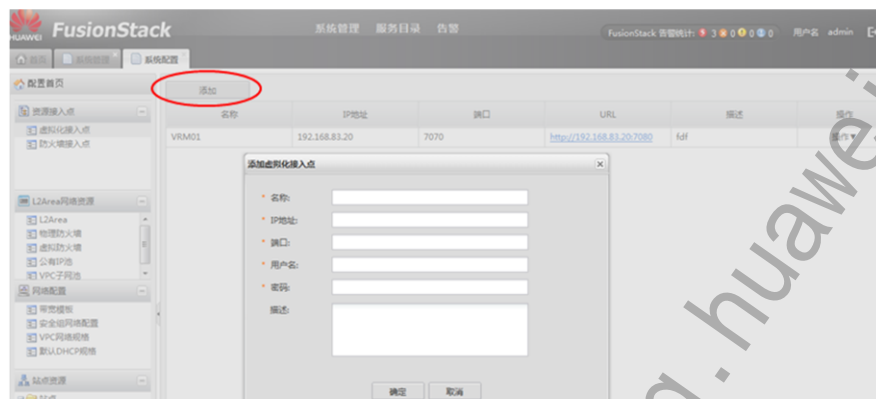 HUAWEI FusionStack 系统管理 服务目录 告警 FusionStack 告警统计: 3 0 0 0 用户名 admin
首页 系统管理 系统配置
配置首页
添加
资源接入点
名称 IP地址 端口 URL 描述 操作
虚拟化接入点
VRM01 192.168.83.20 7070 http://192.168.83.20:7080 fdf 操作▼
防火墙接入点
添加虚拟化接入点
L2Area网络资源
L2Area
物理防火墙
虚拟防火墙
公有IP池
VPC子网池
* 名称:
* IP地址:
* 端口:
* 用户名:
* 密码:
描述:
网络配置
带宽模板
安全组网络配置
VPC网络规格
默认DHCP规格
站点资源
站点
确定 取消
g.huawei